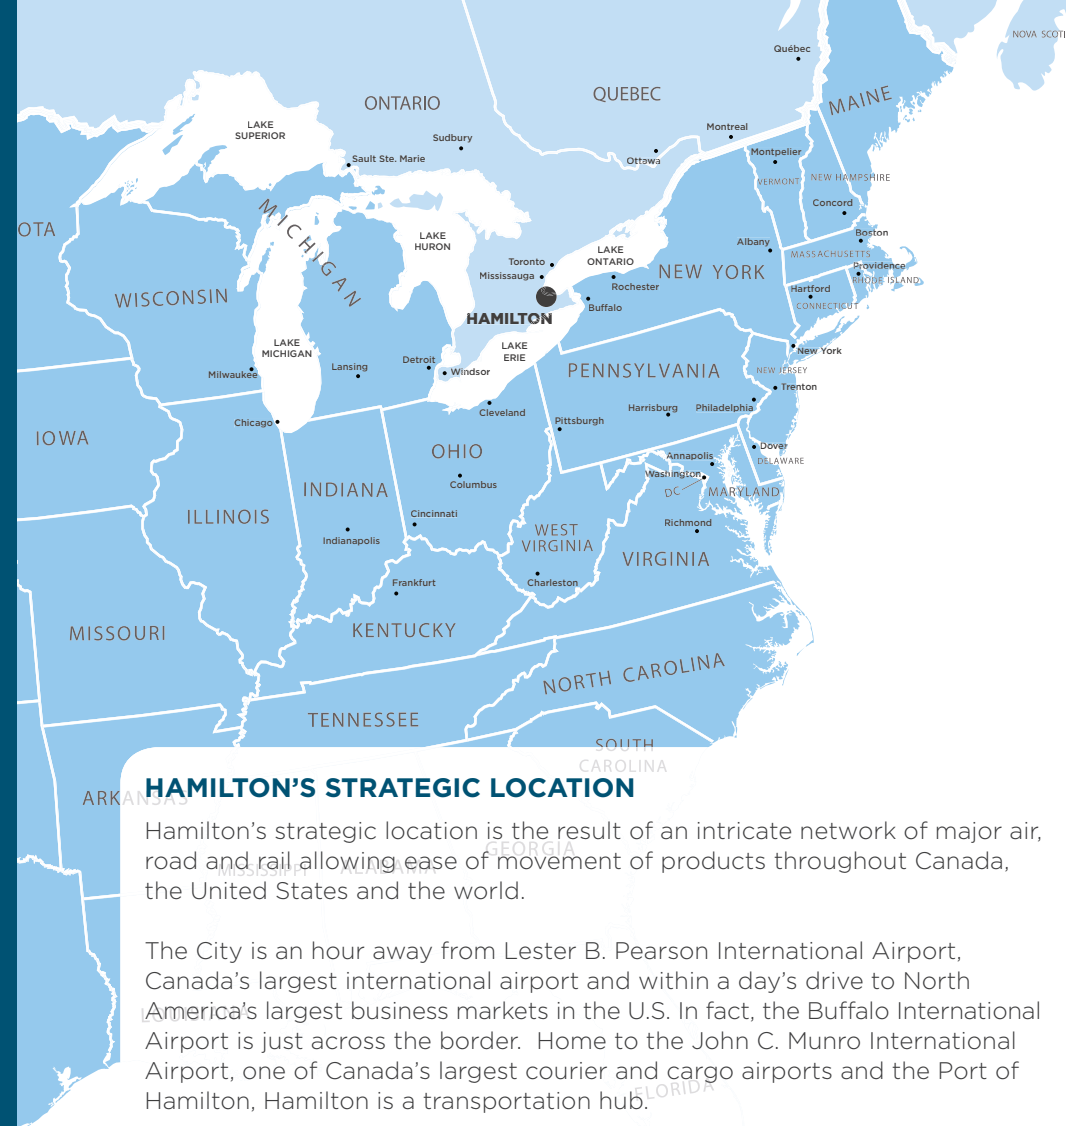 NOVA SCOTI
Québec
ONTARIO
QUEBEC
MAINE
LAKE
SUPERIOR
Sudbury
Montreal
Sault Ste. Marie
Ottawa
Montpelier
VERMONT
NEW HAMPSHIRE
Concord
OTA
MICHIGAN
LAKE
HURON
Boston
Albany
LAKE
ONTARIO
MASSACHUSETTS
Toronto
Mississauga
NEW YORK
Providence
RHODE ISLAND
Rochester
Hartford
WISCONSIN
CONNECTICUT
Buffalo
HAMILTON
LAKE
MICHIGAN
LAKE
ERIE
New York
Detroit
Lansing
Windsor
Milwaukee
PENNSYLVANIA
NEW JERSEY
Trenton
Cleveland
Harrisburg
Philadelphia
Chicago
Pittsburgh
IOWA
OHIO
Dover
DELAWARE
Annapolis
Washington
DC
MARYLAND
Columbus
INDIANA
ILLINOIS
Cincinnati
Richmond
Indianapolis
WEST
VIRGINIA
VIRGINIA
Frankfurt
Charleston
MISSOURI
KENTUCKY
NORTH CAROLINA
TENNESSEE
SOUTH
CAROLINA
ARKANSAS
HAMILTON’S STRATEGIC LOCATION
Hamilton’s strategic location is the result of an intricate network of major air,
GEORGIA
road and rail allowing ease of movement of products throughout Canada,
MISSISSIPPI
ALABAMA
the United States and the world.
The City is an hour away from Lester B. Pearson International Airport,
Canada’s largest international airport and within a day’s drive to North
America’s largest business markets in the U.S. In fact, the Buffalo International
LOUISIANA
Airport is just across the border.  Home to the John C. Munro International
Airport, one of Canada’s largest courier and cargo airports and the Port of
FLORIDA
Hamilton, Hamilton is a transportation hub.